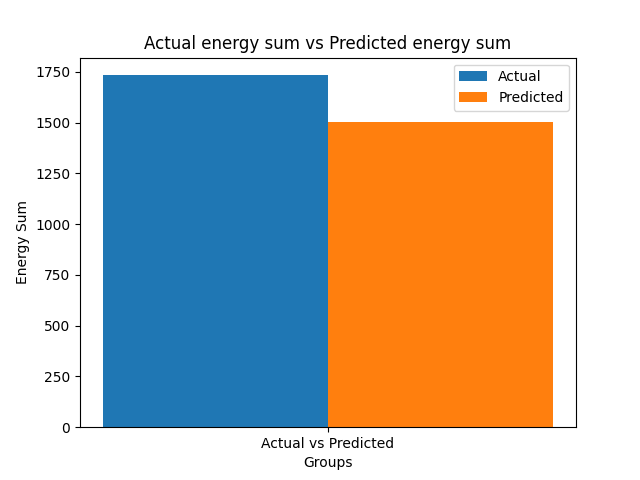 Actual energy sum vs Predicted energy sum
Actual
Predicted
1750
1500
1250
1000
750
500
250
0
Energy Sum
Actual vs Predicted
Groups